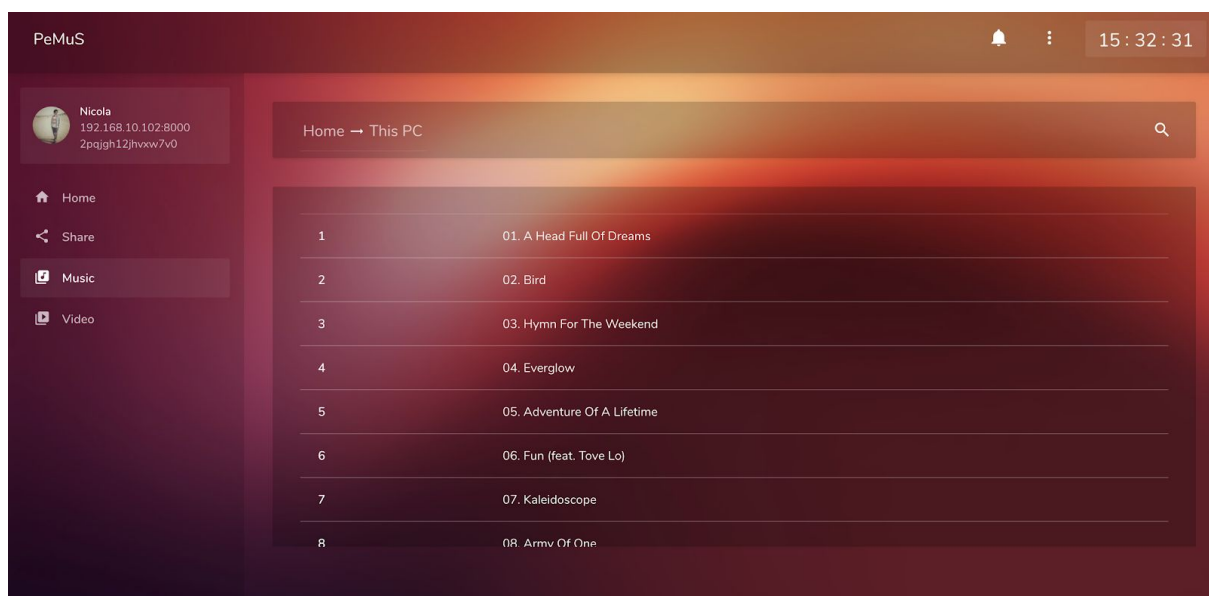 PeMuS
15 : 32 : 31
Nicola
192.168.10.102:8000
2pqjgh12jhvxw7v0
Home
Share
Music
Video
Home → This PC
1 01. A Head Full Of Dreams
2 02. Bird
3 03. Hymn For The Weekend
4 04. Everglow
5 05. Adventure Of A Lifetime
6 06. Fun (feat. Tove Lo)
7 07. Kaleidoscope
8 08. Army Of One